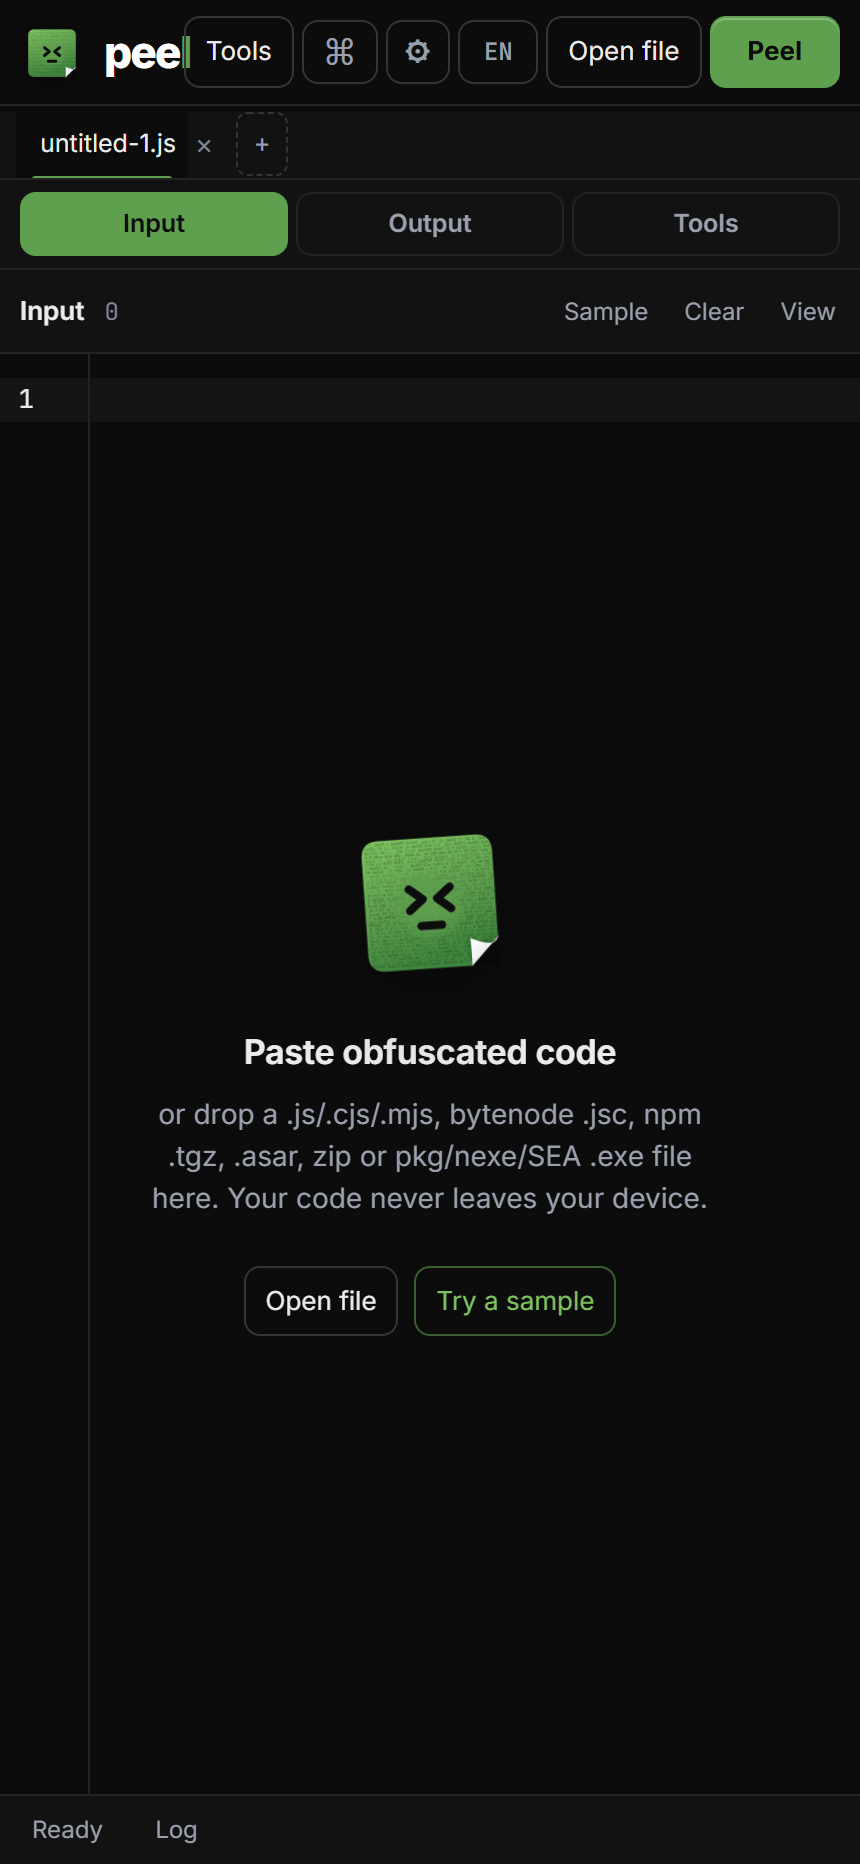 peel Tools ⌘ EN Open file Peel
untitled-1.js × +
Input Output Tools
Input 0 Sample Clear View
1
Paste obfuscated code
or drop a .js/.cjs/.mjs, bytenode .jsc, npm
.tgz, .asar, zip or pkg/nexe/SEA .exe file
here. Your code never leaves your device.
Open file Try a sample
Ready Log